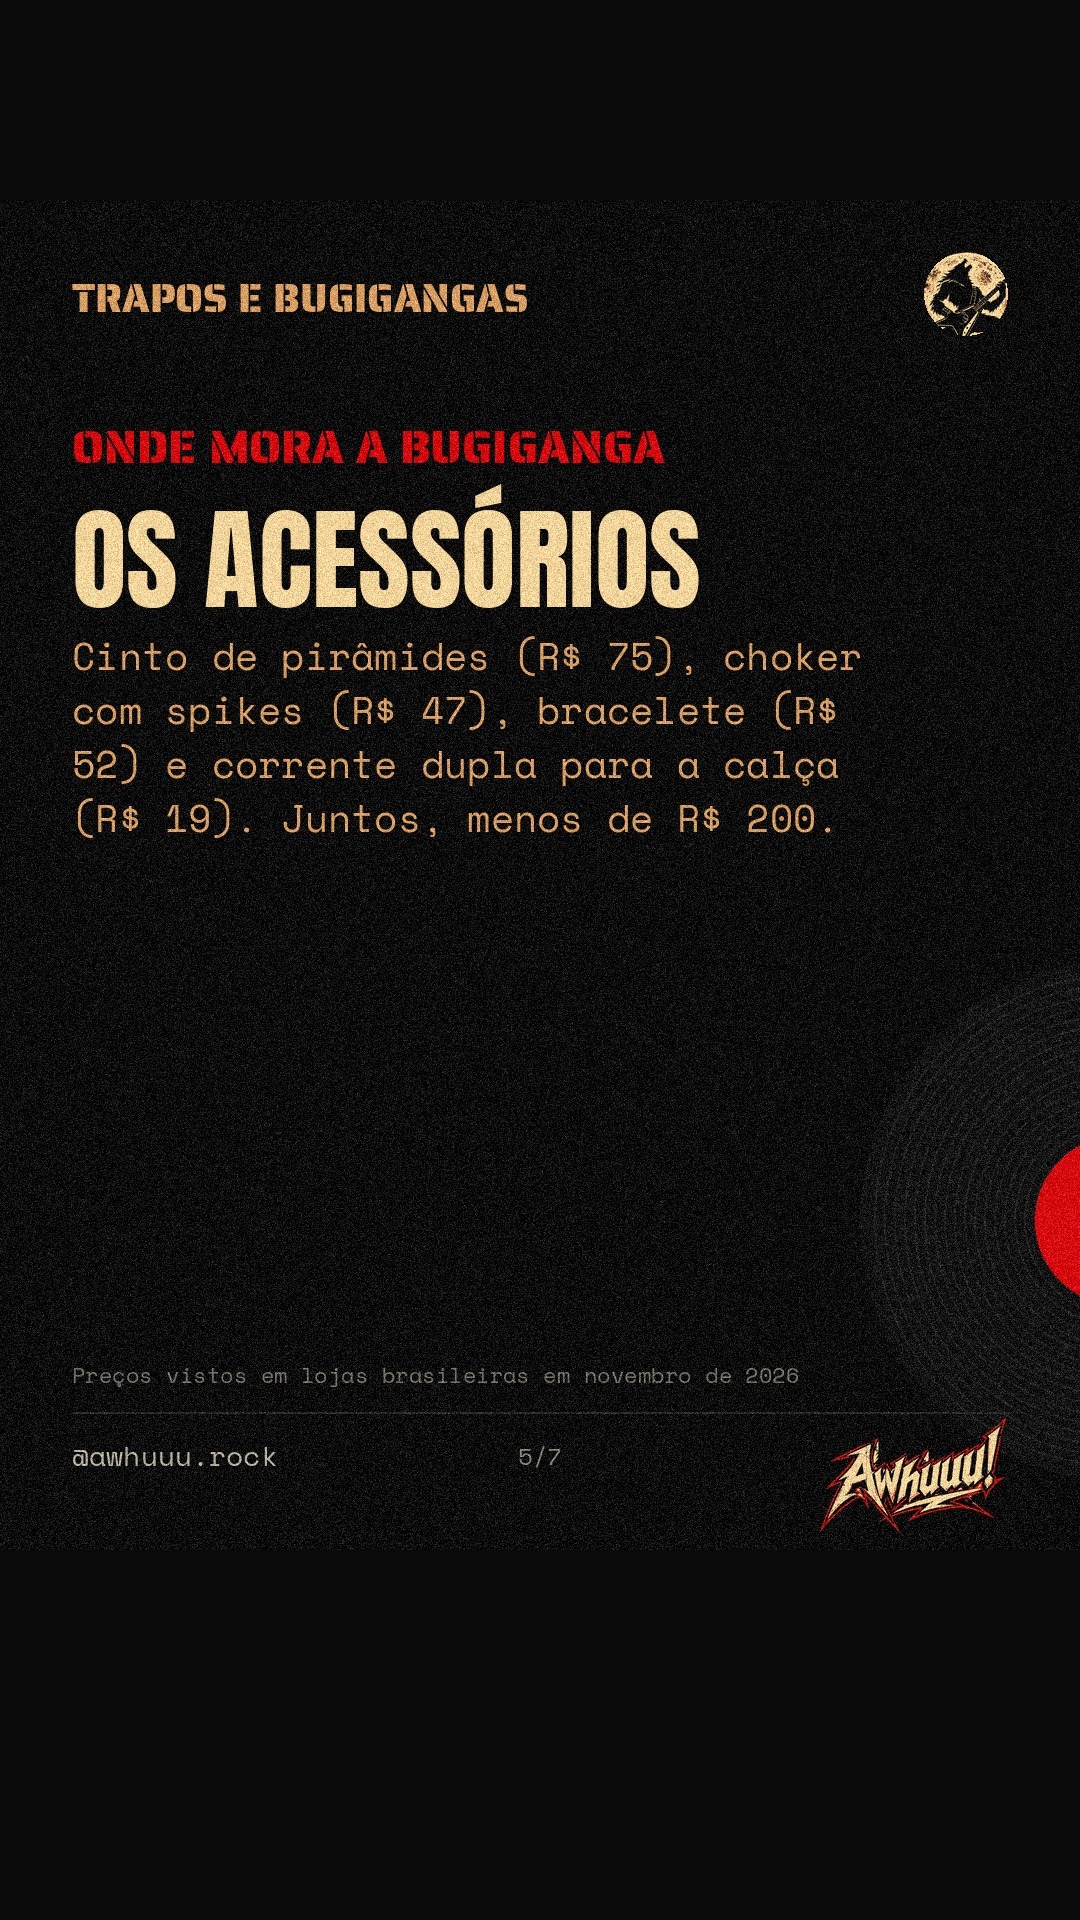 TRAPOS E BUGIGANGAS
ONDE MORA A BUGIGANGA
OS ACESSÓRIOS
Cinto de pirâmides (R$ 75), choker
com spikes (R$ 47), bracelete (R$
52) e corrente dupla para a calça
(R$ 19). Juntos, menos de R$ 200.
Preços vistos em lojas brasileiras em novembro de 2026
@awhuuu.rock
5/7
Awhuuu!